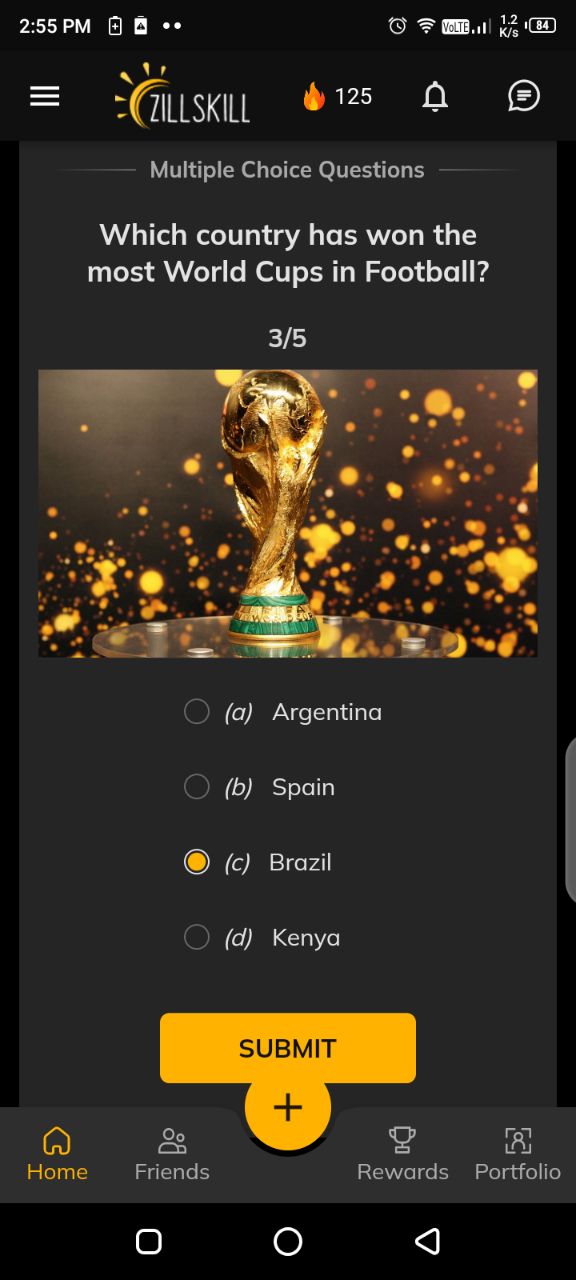 2:55 PM
VoLTE 1.2 K/s 84
ZILLSKILL 125
Multiple Choice Questions
Which country has won the
most World Cups in Football?
3/5
(a) Argentina
(b) Spain
(c) Brazil
(d) Kenya
SUBMIT
+
Home Friends Rewards Portfolio